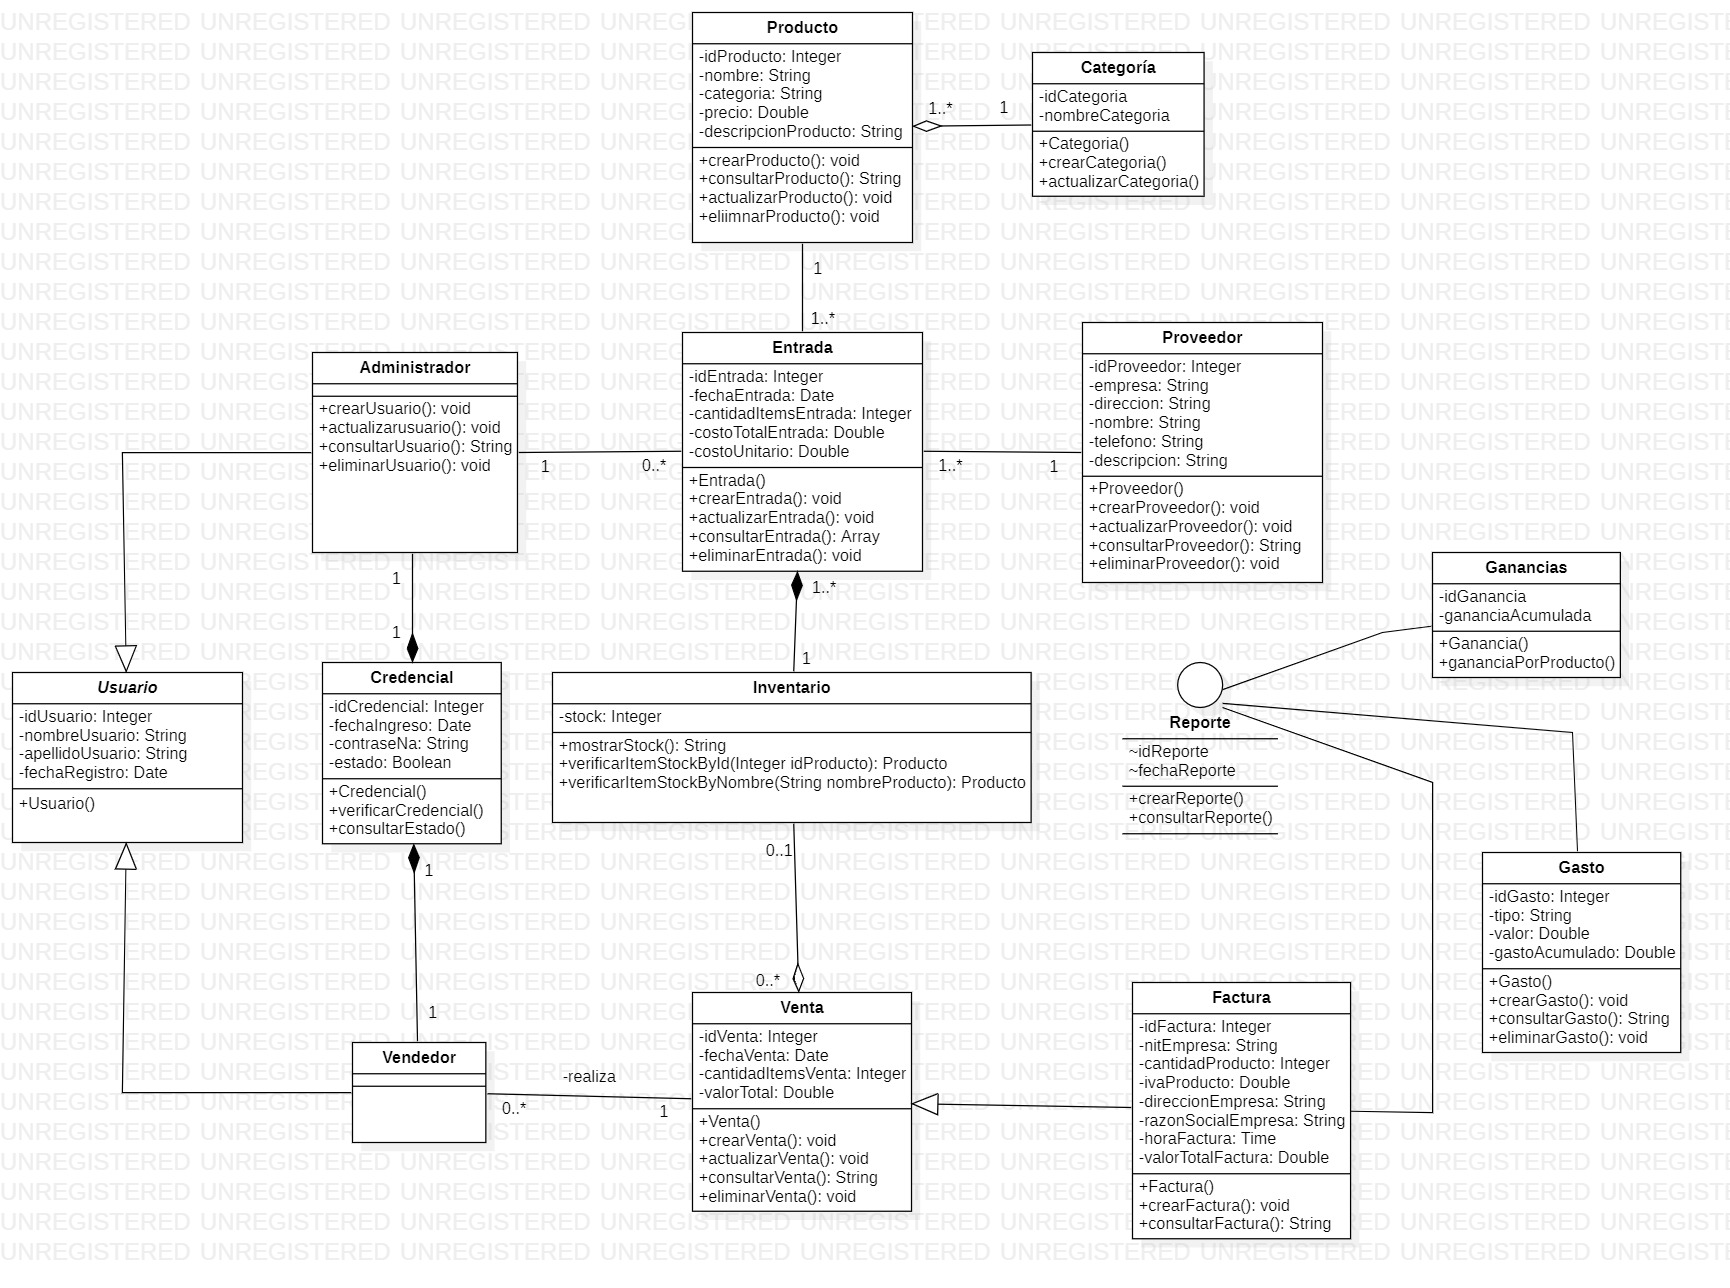 Producto
-idProducto: Integer
-nombre: String
-categoria: String
-precio: Double
-descripcionProducto: String
+crearProducto(): void
+consultarProducto(): String
+actualizarProducto(): void
+eliimnarProducto(): void
1..*
1
Categoría
-idCategoria
-nombreCategoria
+Categoria()
+crearCategoria()
+actualizarCategoria()
1
1..*
Administrador
+crearUsuario(): void
+actualizarusuario(): void
+consultarUsuario(): String
+eliminarUsuario(): void
1
0..*
Entrada
-idEntrada: Integer
-fechaEntrada: Date
-cantidadItemsEntrada: Integer
-costoTotalEntrada: Double
-costoUnitario: Double
+Entrada()
+crearEntrada(): void
+actualizarEntrada(): void
+consultarEntrada(): Array
+eliminarEntrada(): void
1..*
1
Proveedor
-idProveedor: Integer
-empresa: String
-direccion: String
-nombre: String
-telefono: String
-descripcion: String
+Proveedor()
+crearProveedor(): void
+actualizarProveedor(): void
+consultarProveedor(): String
+eliminarProveedor(): void
Ganancias
-idGanancia
-gananciaAcumulada
+Ganancia()
+gananciaPorProducto()
1
1
1..*
1
Usuario
-idUsuario: Integer
-nombreUsuario: String
-apellidoUsuario: String
-fechaRegistro: Date
+Usuario()
Credencial
-idCredencial: Integer
-fechaIngreso: Date
-contraseNa: String
-estado: Boolean
+Credencial()
+verificarCredencial()
+consultarEstado()
Inventario
-stock: Integer
+mostrarStock(): String
+verificarItemStockById(Integer idProducto): Producto
+verificarItemStockByNombre(String nombreProducto): Producto
Reporte
~idReporte
~fechaReporte
+crearReporte()
+consultarReporte()
1
1
0..1
0..*
Gasto
-idGasto: Integer
-tipo: String
-valor: Double
-gastoAcumulado: Double
+Gasto()
+crearGasto(): void
+consultarGasto(): String
+eliminarGasto(): void
Vendedor
-realiza
0..*
1
Venta
-idVenta: Integer
-fechaVenta: Date
-cantidadItemsVenta: Integer
-valorTotal: Double
+Venta()
+crearVenta(): void
+actualizarVenta(): void
+consultarVenta(): String
+eliminarVenta(): void
Factura
-idFactura: Integer
-nitEmpresa: String
-cantidadProducto: Integer
-ivaProducto: Double
-direccionEmpresa: String
-razonSocialEmpresa: String
-horaFactura: Time
-valorTotalFactura: Double
+Factura()
+crearFactura(): void
+consultarFactura(): String
UNREGISTERED